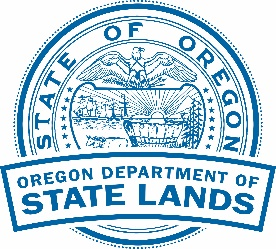 STATE OF OREGON
OREGON DEPARTMENT OF
STATE LANDS